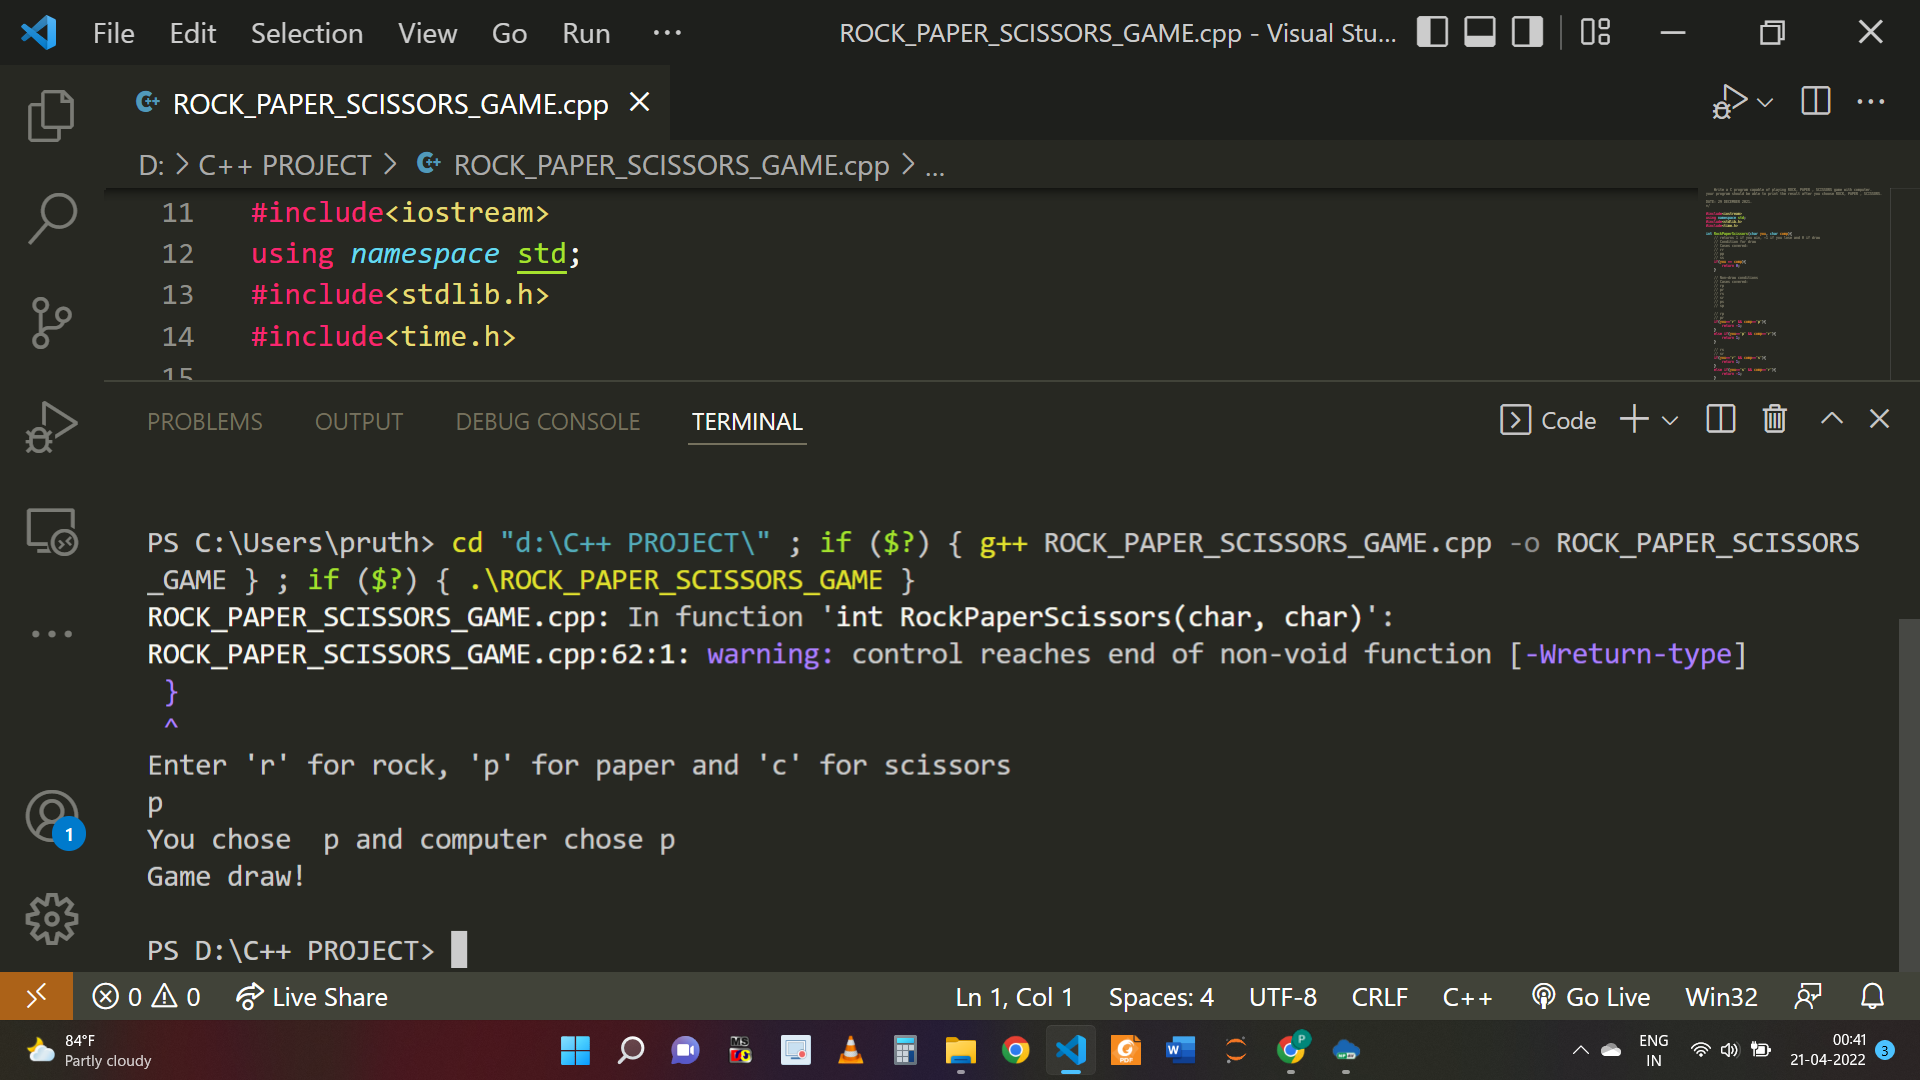 File Edit Selection View Go Run ···
ROCK_PAPER_SCISSORS_GAME.cpp - Visual Stu...
ROCK_PAPER_SCISSORS_GAME.cpp
D: > C++ PROJECT > ROCK_PAPER_SCISSORS_GAME.cpp > ...
11 #include<iostream>
12 using namespace std;
13 #include<stdlib.h>
14 #include<time.h>
15
PROBLEMS OUTPUT DEBUG CONSOLE TERMINAL
Code
PS C:\Users\pruth> cd "d:\C++ PROJECT\" ; if ($?) { g++ ROCK_PAPER_SCISSORS_GAME.cpp -o ROCK_PAPER_SCISSORS
_GAME } ; if ($?) { .\ROCK_PAPER_SCISSORS_GAME }
ROCK_PAPER_SCISSORS_GAME.cpp: In function 'int RockPaperScissors(char, char)':
ROCK_PAPER_SCISSORS_GAME.cpp:62:1: warning: control reaches end of non-void function [-Wreturn-type]
}
^
Enter 'r' for rock, 'p' for paper and 'c' for scissors
p
You chose  p and computer chose p
Game draw!
PS D:\C++ PROJECT>
1
0 0 Live Share
Ln 1, Col 1 Spaces: 4 UTF-8 CRLF C++ Go Live Win32
84°F
Partly cloudy
MS
PDF
W
P
ENG
IN
00:41
21-04-2022
3